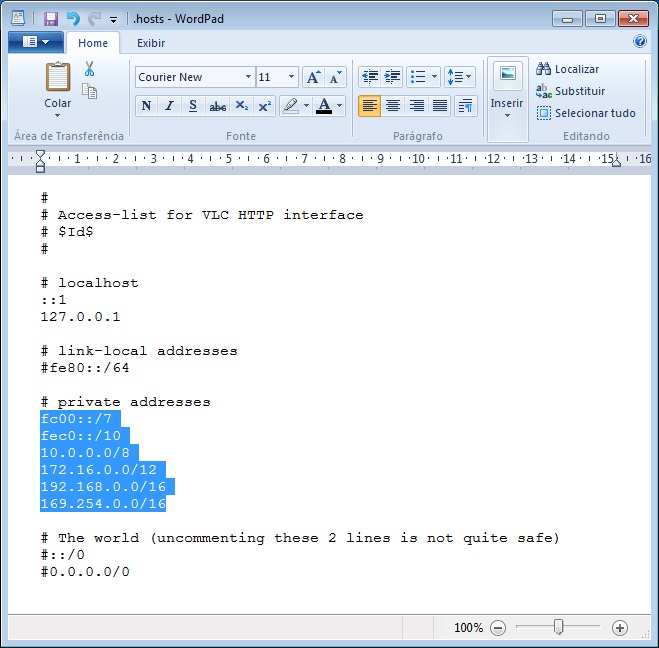 .hosts - WordPad
Home Exibir
Colar
Área de Transferência
Courier New 11
N I S abc X₂ X²
A
Fonte
Parágrafo
Inserir
Localizar
Substituir
Selecionar tudo
Editando
1 2 3 4 5 6 7 8 9 10 11 12 13 14 15 16
#
# Access-list for VLC HTTP interface
# $Id$
#
# localhost
::1
127.0.0.1
# link-local addresses
#fe80::/64
# private addresses
fc00::/7
fec0::/10
10.0.0.0/8
172.16.0.0/12
192.168.0.0/16
169.254.0.0/16
# The world (uncommenting these 2 lines is not quite safe)
#::/0
#0.0.0.0/0
100%